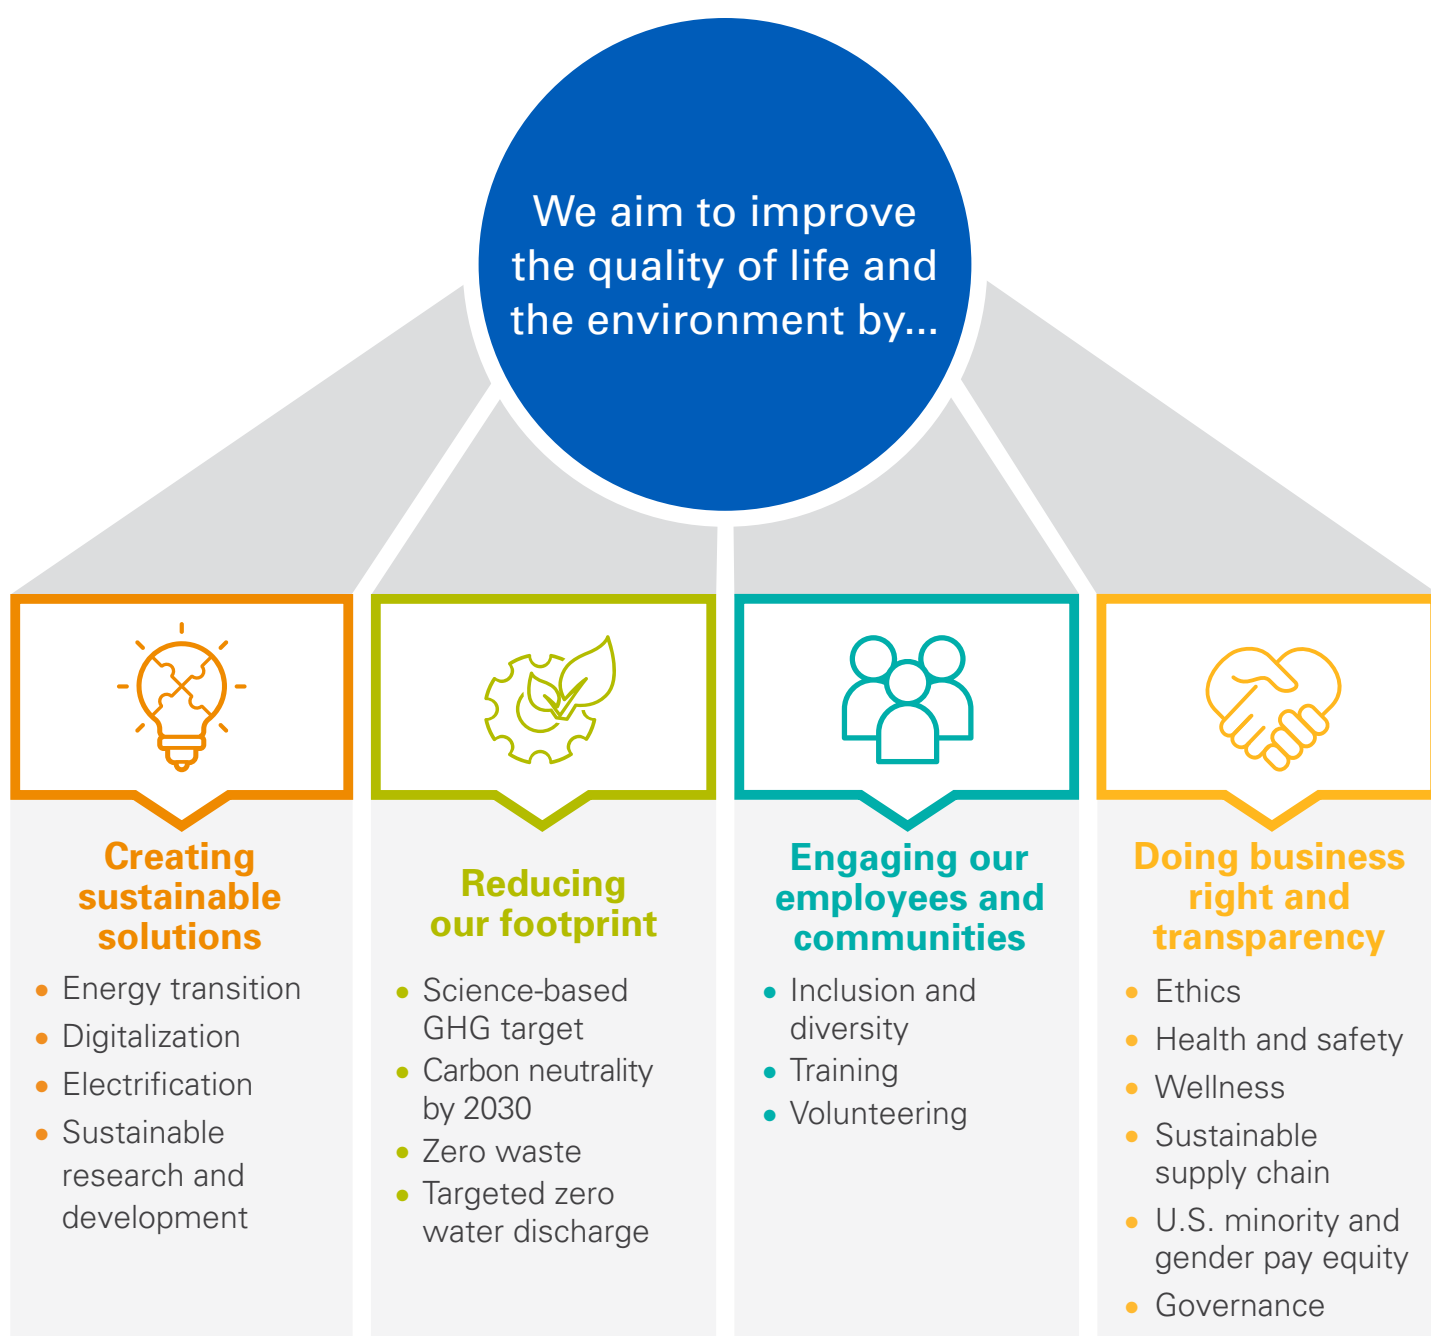 We aim to improve
the quality of life and
the environment by...
Creating
sustainable
solutions
• Energy transition
• Digitalization
• Electrification
• Sustainable
research and
development
Reducing
our footprint
• Science-based
GHG target
• Carbon neutrality
by 2030
• Zero waste
• Targeted zero
water discharge
Engaging our
employees and
communities
• Inclusion and
diversity
• Training
• Volunteering
Doing business
right and
transparency
• Ethics
• Health and safety
• Wellness
• Sustainable
supply chain
• U.S. minority and
gender pay equity
• Governance